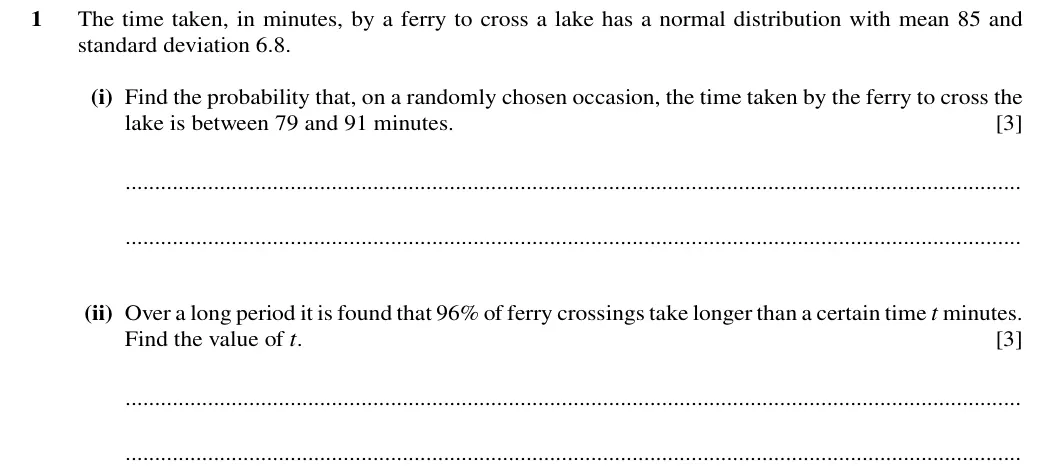 1 The time taken, in minutes, by a ferry to cross a lake has a normal distribution with mean 85 and
standard deviation 6.8.
(i) Find the probability that, on a randomly chosen occasion, the time taken by the ferry to cross the
lake is between 79 and 91 minutes. [3]
(ii) Over a long period it is found that 96% of ferry crossings take longer than a certain time t minutes.
Find the value of t. [3]